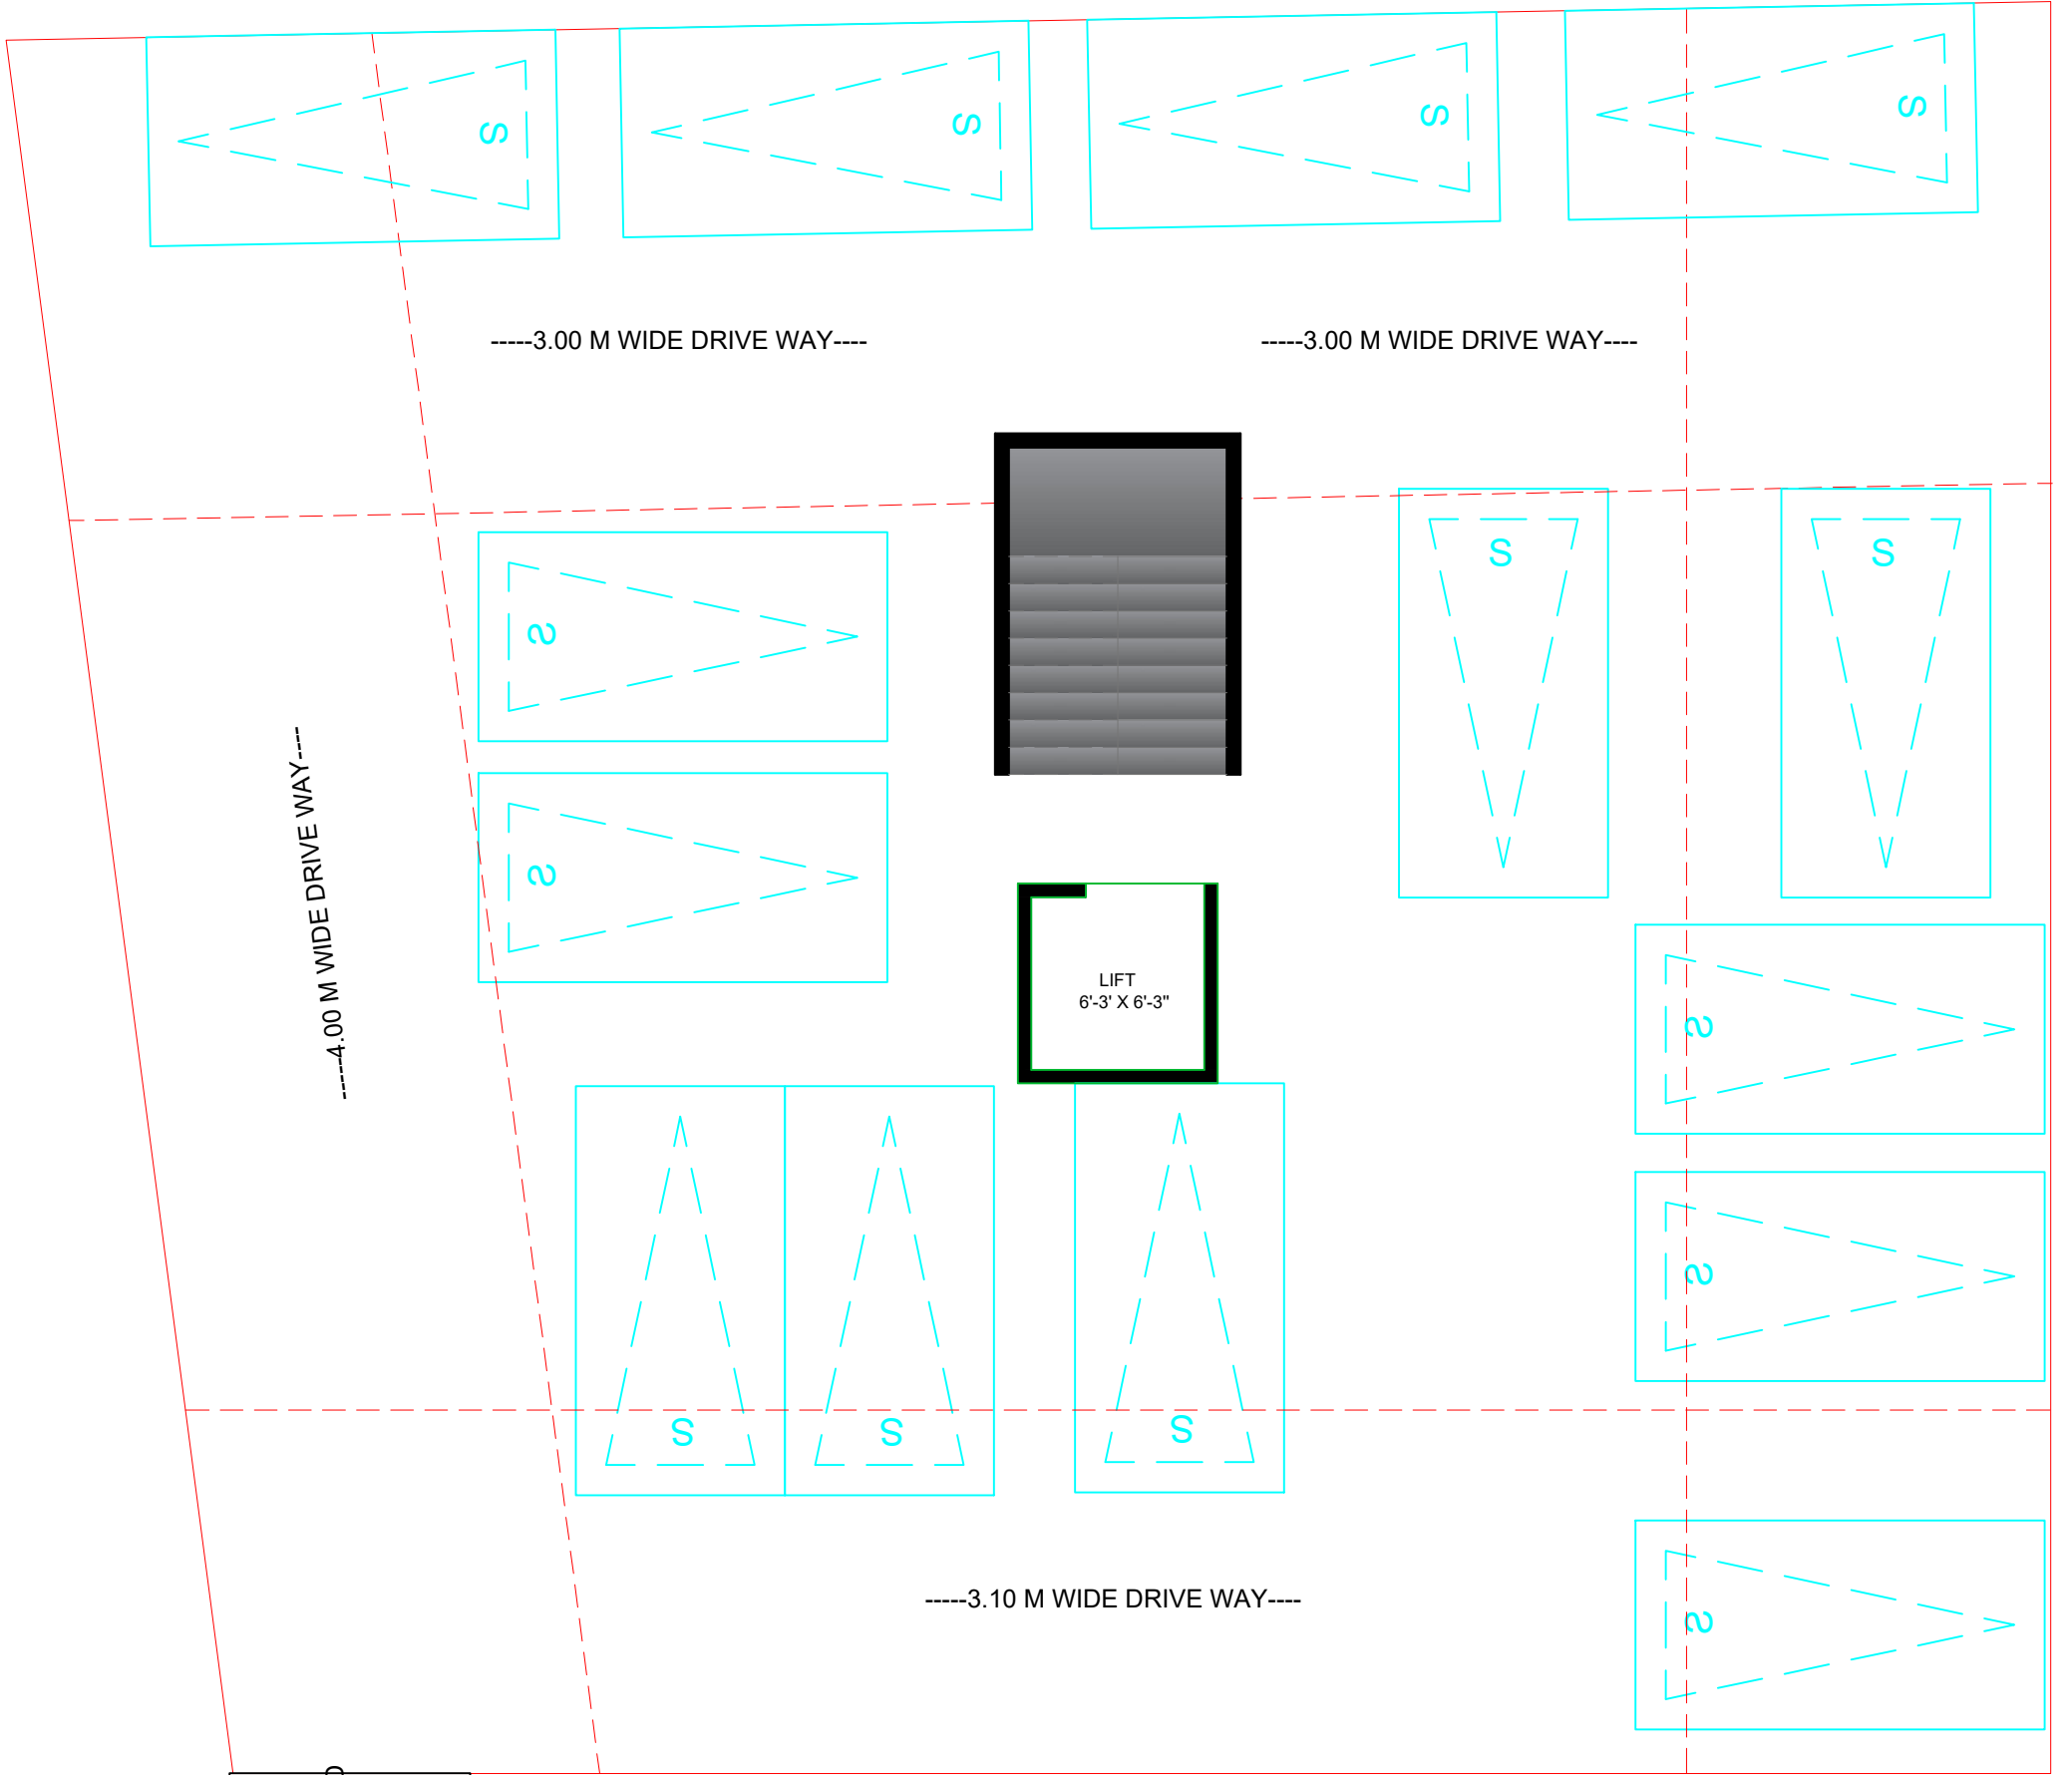 S
S
S
S
-----3.00 M WIDE DRIVE WAY----
-----3.00 M WIDE DRIVE WAY----
S
S
S
S
-----4.00 M WIDE DRIVE WAY----
LIFT
6'-3' X 6'-3"
S
S
S
S
S
-----3.10 M WIDE DRIVE WAY----
S